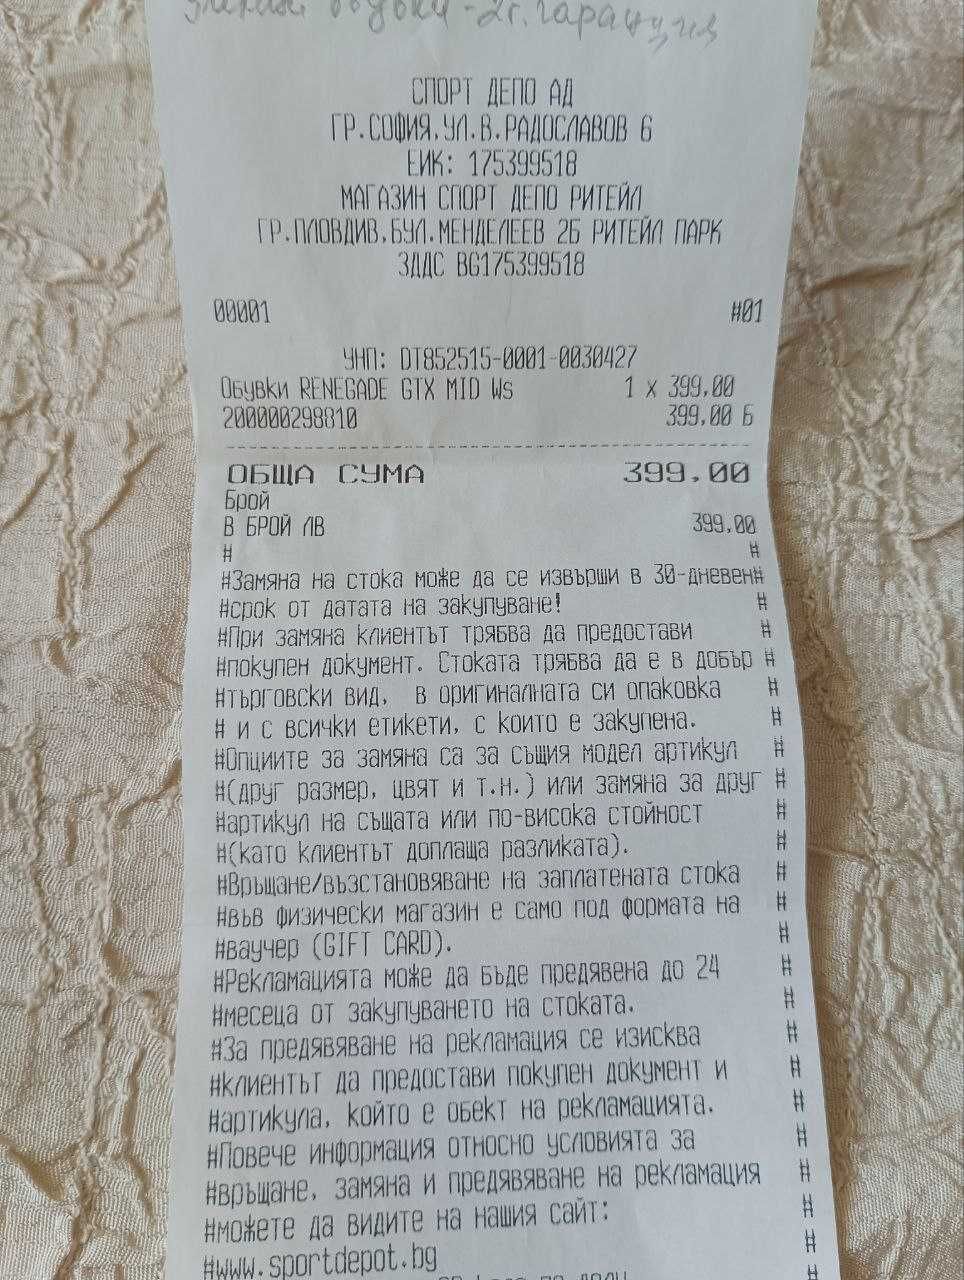 обувки - 2г. гаранция
СПОРТ ДЕПО АД
ГР.СОФИЯ,УЛ.В.РАДОСЛАВОВ 6
ЕИК: 175399518
МАГАЗИН СПОРТ ДЕПО РИТЕЙЛ
ГР.ПЛОВДИВ,БУЛ.МЕНДЕЛЕЕВ 2Б РИТЕЙЛ ПАРК
ЗДДС BG175399518
00001 #01
УНП: DT852515-0001-0030427
Обувки RENEGADE GTX MID Ws 1 x 399,00
200000298810 399,00 Б
ОБЩА СУМА 399.00
Брой
В БРОЙ ЛВ 399,00
# #
#Замяна на стока може да се извърши в 30-дневен#
#срок от датата на закупуване! #
#При замяна клиентът трябва да предостави #
#покупен документ. Стоката трябва да е в добър #
#търговски вид, в оригиналната си опаковка #
# и с всички етикети, с които е закупена. #
#Опциите за замяна са за същия модел артикул #
#(друг размер, цвят и т.н.) или замяна за друг #
#артикул на същата или по-висока стойност #
#(като клиентът доплаща разликата). #
#Връщане/възстановяване на заплатената стока #
#във физически магазин е само под формата на #
#ваучер (GIFT CARD). #
#Рекламацията може да бъде предявена до 24 #
#месеца от закупуването на стоката. #
#За предявяване на рекламация се изисква #
#клиентът да предостави покупен документ и #
#артикула, който е обект на рекламацията. #
#Повече информация относно условията за #
#връщане, замяна и предявяване на рекламация #
#можете да видите на нашия сайт: #
#www.sportdepot.bg #